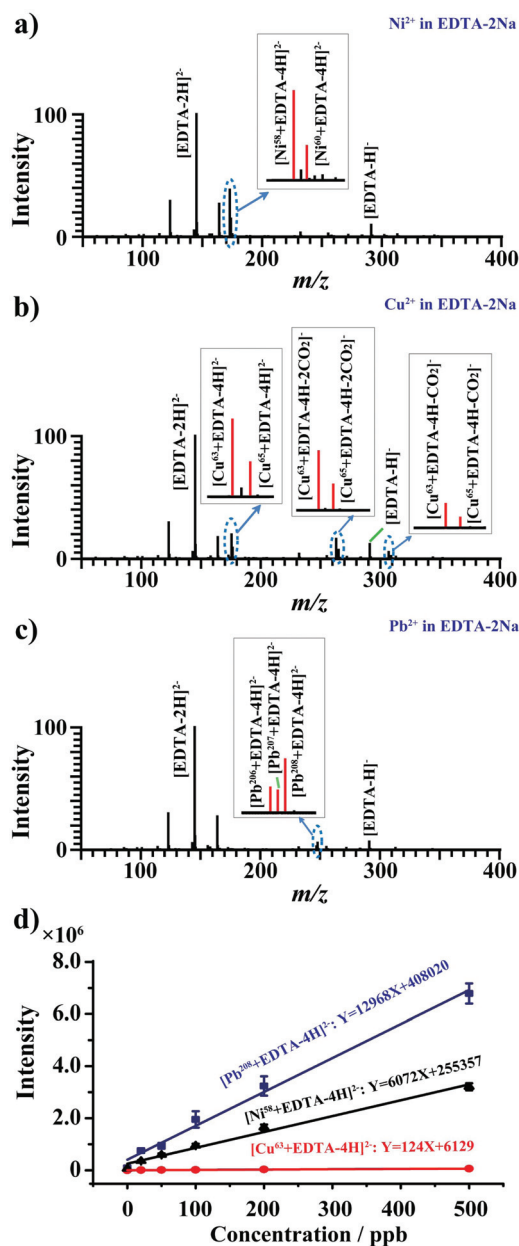 a)
Ni²⁺ in EDTA-2Na
[EDTA-2H]²⁻
[Ni⁵⁸+EDTA-4H]²⁻
[Ni⁶⁰+EDTA-4H]²⁻
[EDTA-H]⁻
Intensity
100
0
100
200
300
400
m/z
b)
Cu²⁺ in EDTA-2Na
[EDTA-2H]²⁻
[Cu⁶³+EDTA-4H]²⁻
[Cu⁶⁵+EDTA-4H]²⁻
[Cu⁶³+EDTA-4H-2CO₂]⁻
[Cu⁶⁵+EDTA-4H-2CO₂]⁻
[EDTA-H]⁻
[Cu⁶³+EDTA-4H-CO₂]⁻
[Cu⁶⁵+EDTA-4H-CO₂]⁻
Intensity
100
0
100
200
300
400
m/z
c)
Pb²⁺ in EDTA-2Na
[EDTA-2H]²⁻
[Pb²⁰⁶+EDTA-4H]²⁻
[Pb²⁰⁷+EDTA-4H]²⁻
[Pb²⁰⁸+EDTA-4H]²⁻
[EDTA-H]⁻
Intensity
100
0
100
200
300
400
m/z
d)
×10⁶
8.0
6.0
4.0
2.0
0
Intensity
[Pb²⁰⁸+EDTA-4H]²⁻: Y=12968X+408020
[Ni⁵⁸+EDTA-4H]²⁻: Y=6072X+255357
[Cu⁶³+EDTA-4H]²⁻: Y=124X+6129
0
100
200
300
400
500
Concentration / ppb